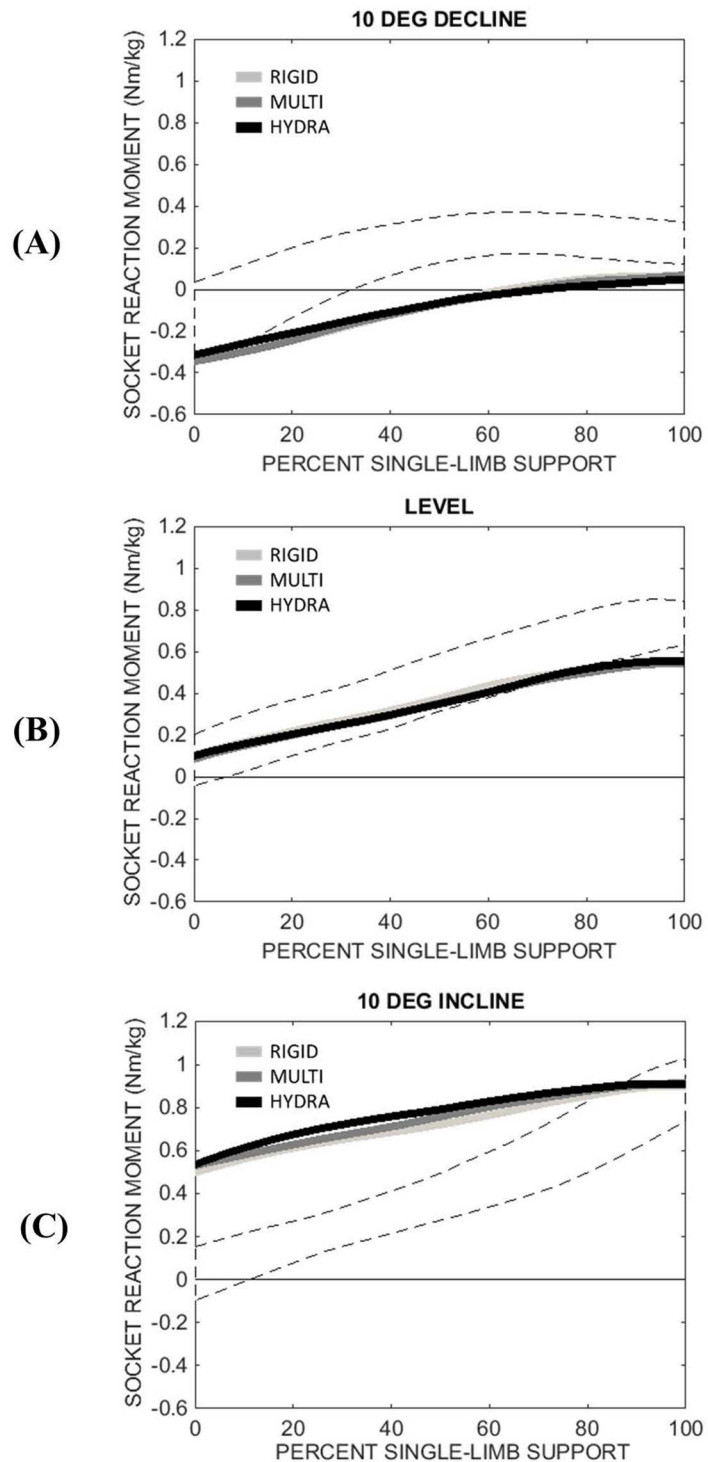 10 DEG DECLINE
SOCKET REACTION MOMENT (Nm/kg)
1.2
1
0.8
0.6
0.4
0.2
0
-0.2
-0.4
-0.6
RIGID
MULTI
HYDRA
(A)
0 20 40 60 80 100
PERCENT SINGLE-LIMB SUPPORT
LEVEL
SOCKET REACTION MOMENT (Nm/kg)
1.2
1
0.8
0.6
0.4
0.2
0
-0.2
-0.4
-0.6
RIGID
MULTI
HYDRA
(B)
0 20 40 60 80 100
PERCENT SINGLE-LIMB SUPPORT
10 DEG INCLINE
SOCKET REACTION MOMENT (Nm/kg)
1.2
1
0.8
0.6
0.4
0.2
0
-0.2
-0.4
-0.6
RIGID
MULTI
HYDRA
(C)
0 20 40 60 80 100
PERCENT SINGLE-LIMB SUPPORT